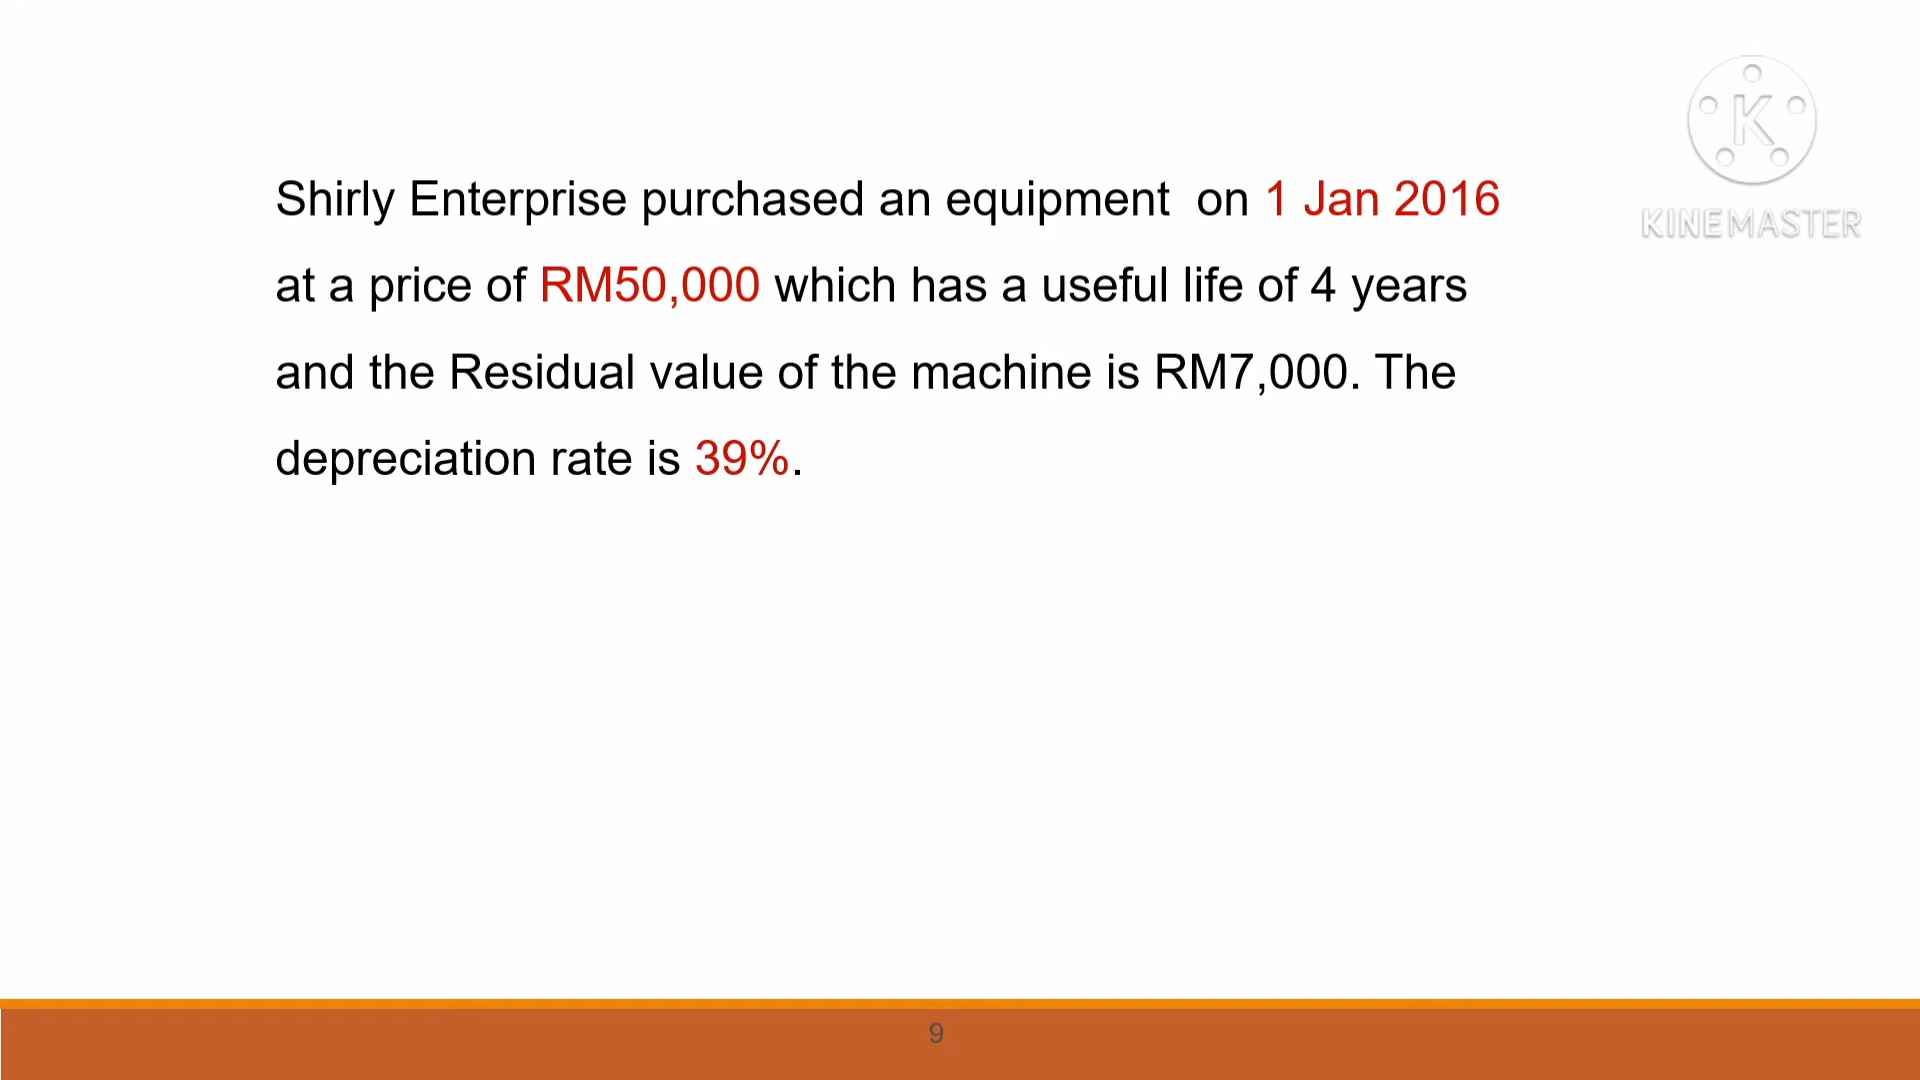 K
KINEMASTER
Shirly Enterprise purchased an equipment  on 1 Jan 2016
at a price of RM50,000 which has a useful life of 4 years
and the Residual value of the machine is RM7,000. The
depreciation rate is 39%.
9